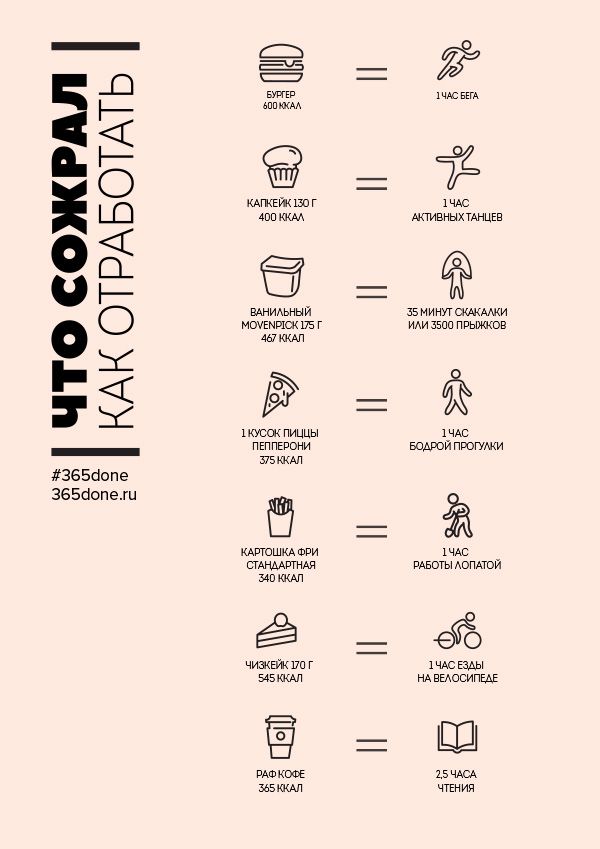 ЧТО СОЖРАЛ
КАК ОТРАБОТАТЬ
#365done
365done.ru
БУРГЕР
600 ККАЛ
1 ЧАС БЕГА
КАПКЕЙК 130 Г
400 ККАЛ
1 ЧАС
АКТИВНЫХ ТАНЦЕВ
ВАНИЛЬНЫЙ
MOVENPICK 175 Г
467 ККАЛ
35 МИНУТ СКАКАЛКИ
ИЛИ 3500 ПРЫЖКОВ
1 КУСОК ПИЦЦЫ
ПЕППЕРОНИ
375 ККАЛ
1 ЧАС
БОДРОЙ ПРОГУЛКИ
КАРТОШКА ФРИ
СТАНДАРТНАЯ
340 ККАЛ
1 ЧАС
РАБОТЫ ЛОПАТОЙ
ЧИЗКЕЙК 170 Г
545 ККАЛ
1 ЧАС ЕЗДЫ
НА ВЕЛОСИПЕДЕ
РАФ КОФЕ
365 ККАЛ
2,5 ЧАСА
ЧТЕНИЯ